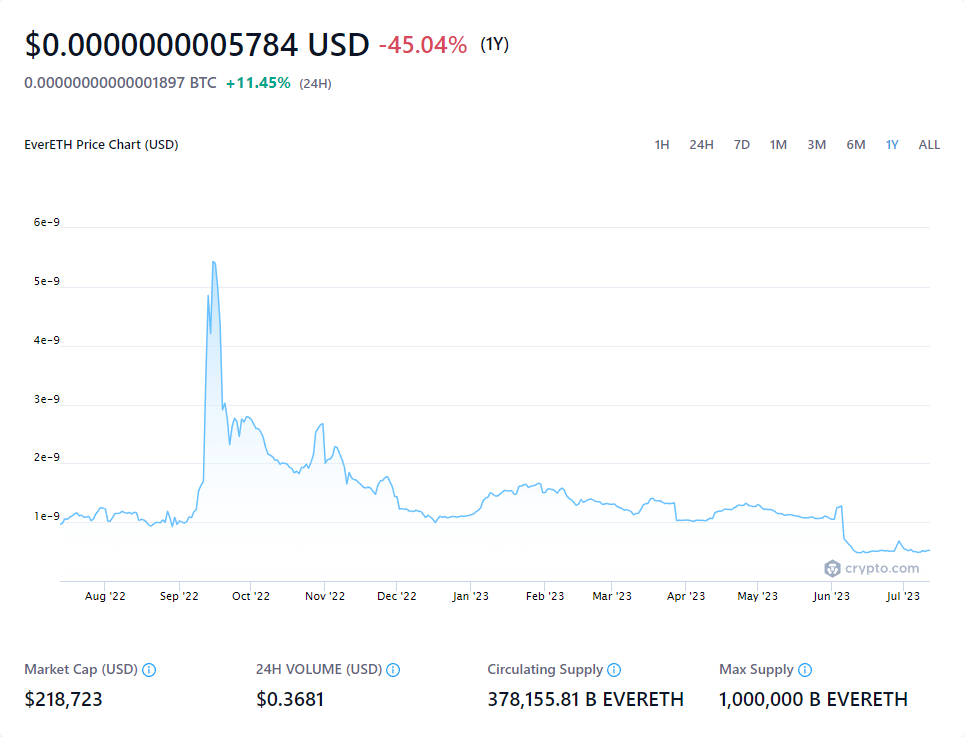 $0.0000000005784 USD -45.04% (1Y)
0.00000000000001897 BTC +11.45% (24H)
EverETH Price Chart (USD) 1H 24H 7D 1M 3M 6M 1Y ALL
6e-9
5e-9
4e-9
3e-9
2e-9
1e-9
crypto.com
Aug '22 Sep '22 Oct '22 Nov '22 Dec '22 Jan '23 Feb '23 Mar '23 Apr '23 May '23 Jun '23 Jul '23
Market Cap (USD) 24H VOLUME (USD) Circulating Supply Max Supply
$218,723 $0.3681 378,155.81 B EVERETH 1,000,000 B EVERETH